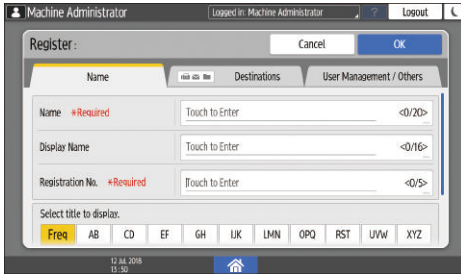 Machine Administrator
Logged in: Machine Administrator
?
Logout
Register:
Cancel
OK
Name
Destinations
User Management / Others
Name *Required
Touch to Enter
<0/20>
Display Name
Touch to Enter
<0/16>
Registration No. *Required
Touch to Enter
<0/5>
Select title to display.
Freq AB CD EF GH IJK LMN OPQ RST UVW XYZ
12 Jul. 2018
13:50